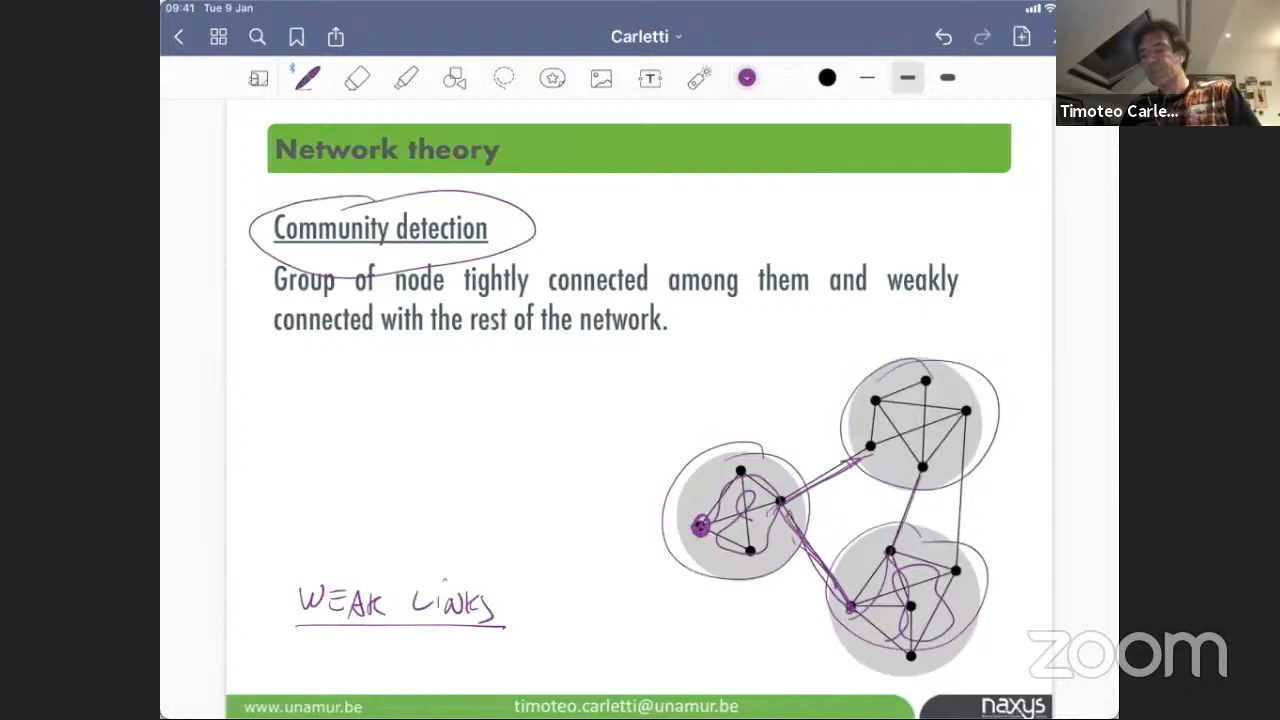 09:41 Tue 9 Jan
Carletti
Timoteo Carle...
Network theory
Community detection
Group of node tightly connected among them and weakly
connected with the rest of the network.
WEAK LINKS
zoom
www.unamur.be timoteo.carletti@unamur.be naxys